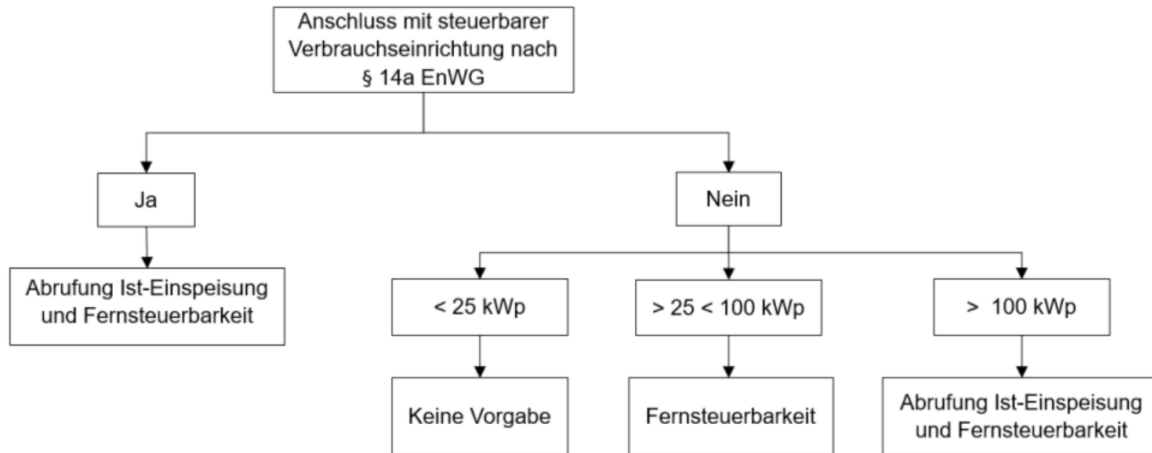 Anschluss mit steuerbarer
Verbrauchseinrichtung nach
§ 14a EnWG
Ja
Nein
Abrufung Ist-Einspeisung
und Fernsteuerbarkeit
< 25 kWp
> 25 < 100 kWp
> 100 kWp
Keine Vorgabe
Fernsteuerbarkeit
Abrufung Ist-Einspeisung
und Fernsteuerbarkeit